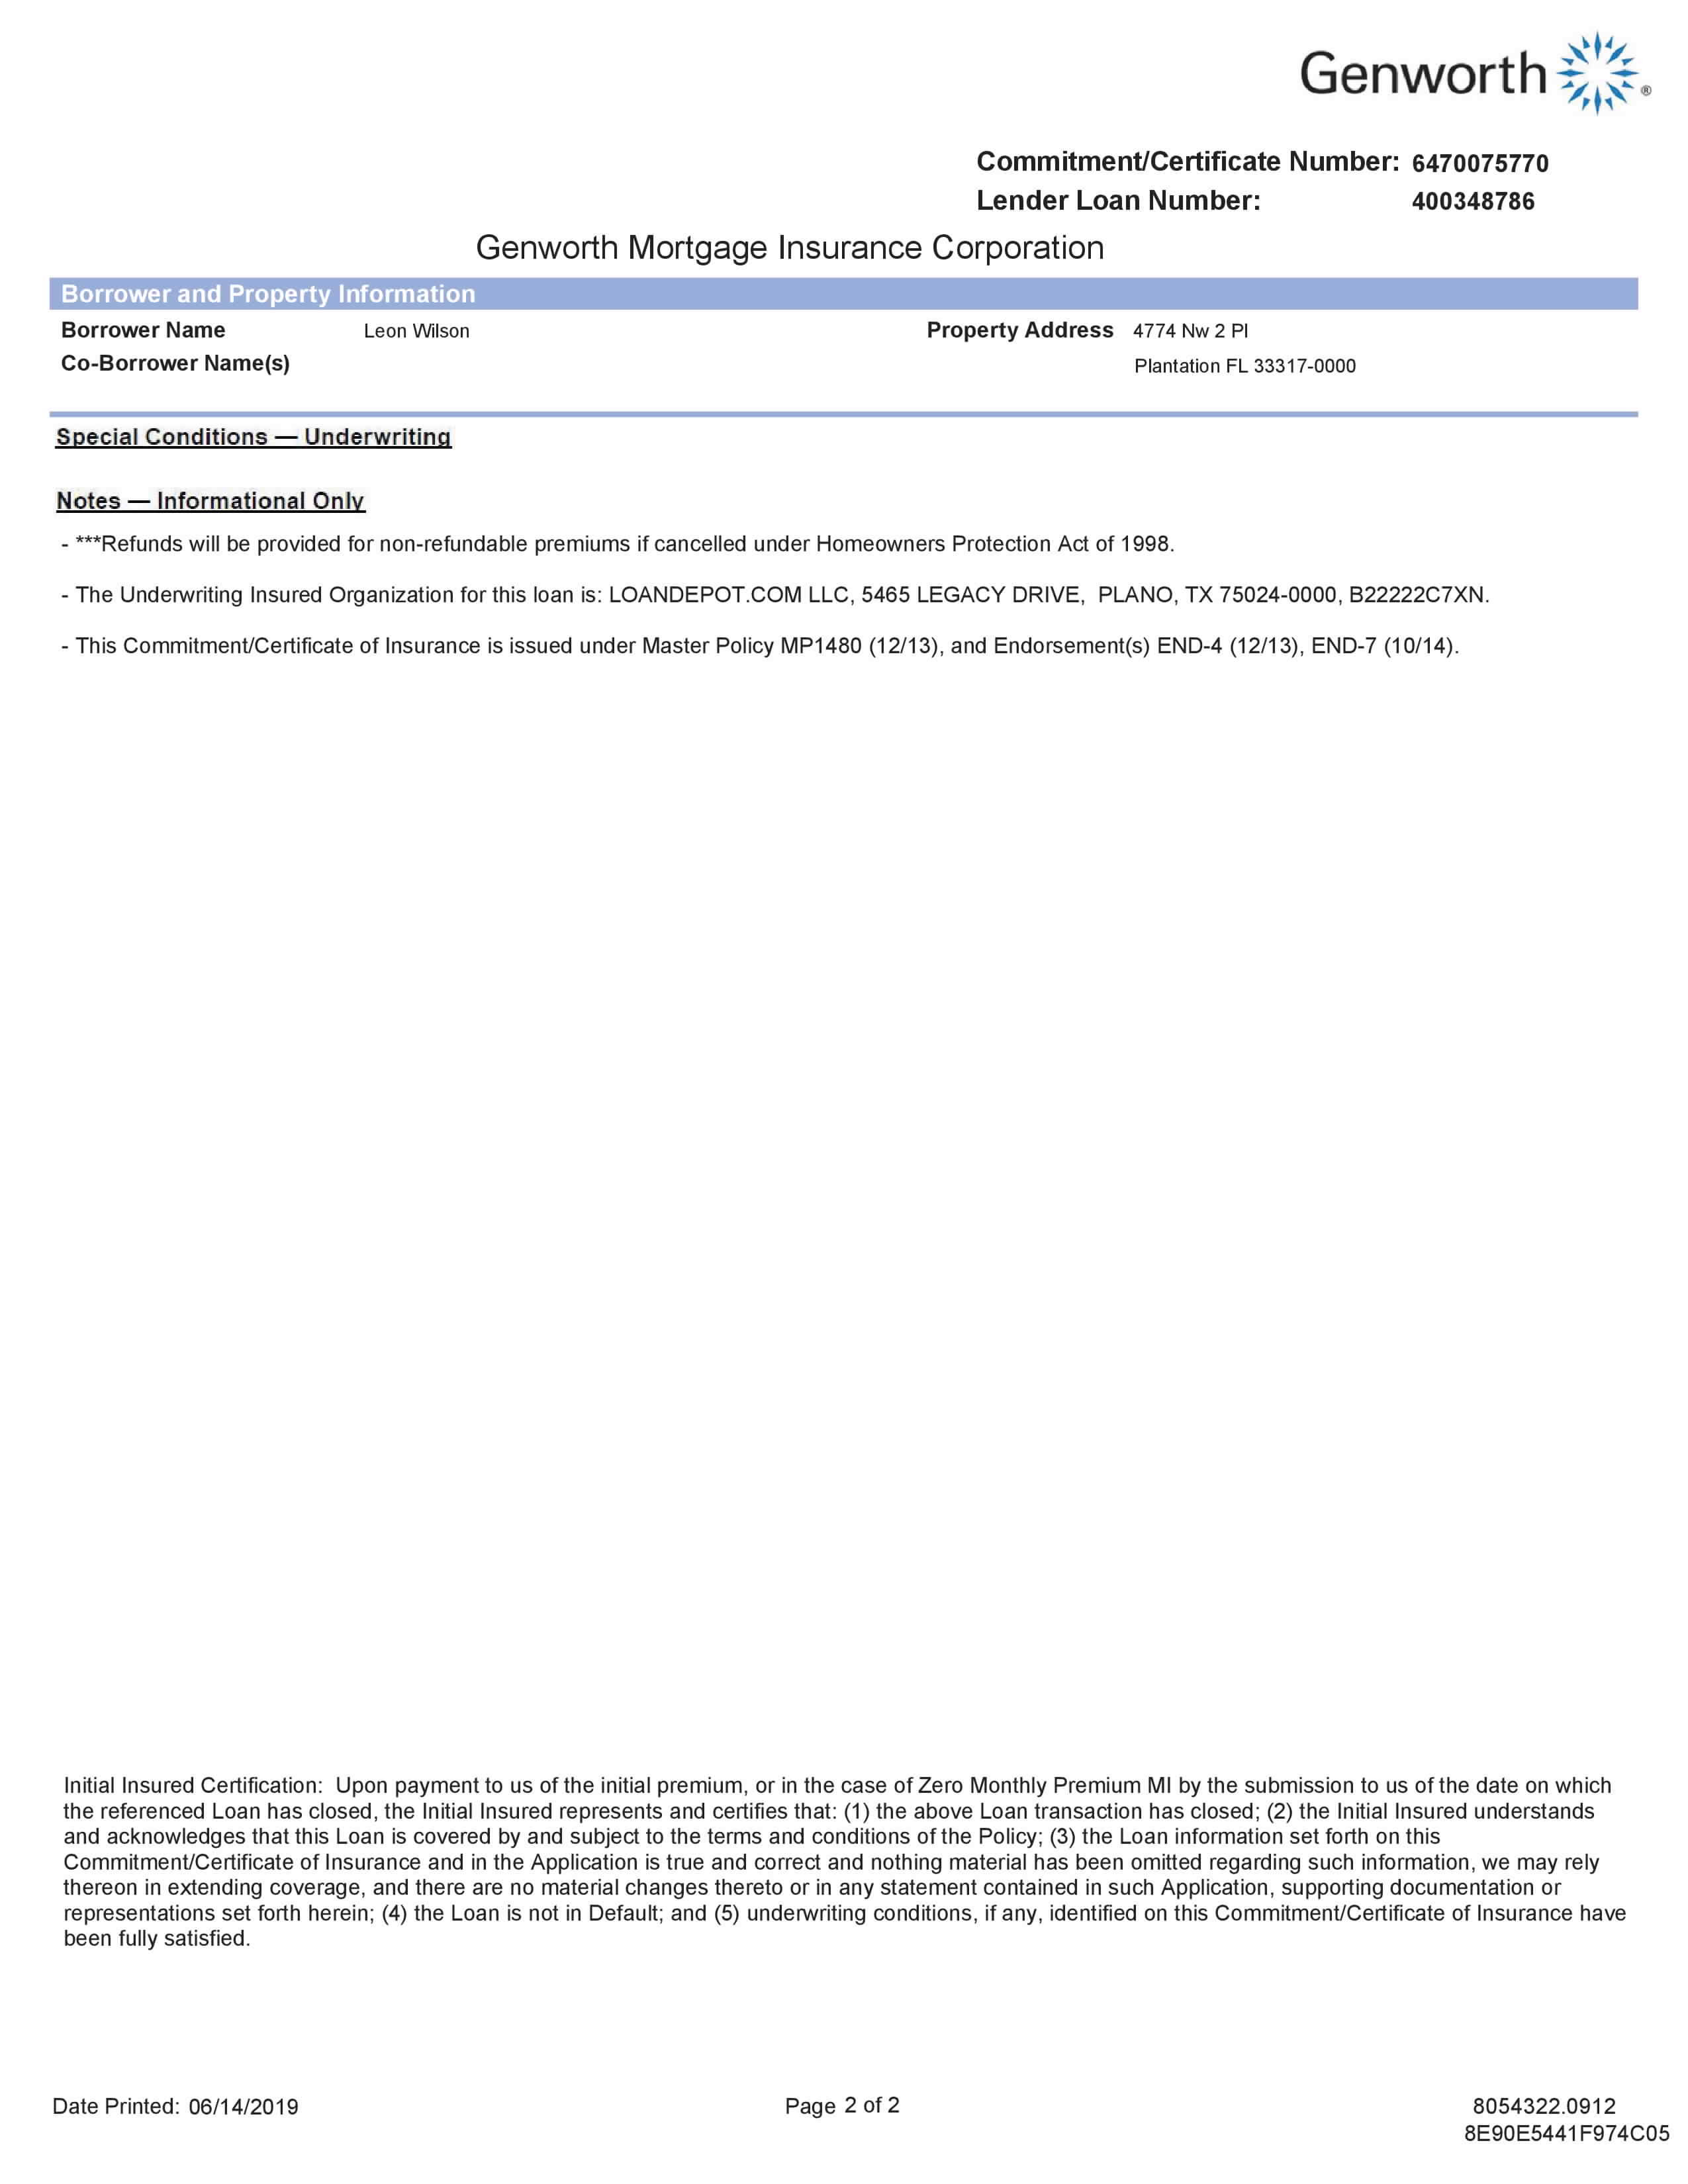 Genworth ®
Commitment/Certificate Number: 6470075770
Lender Loan Number: 400348786
Genworth Mortgage Insurance Corporation
Borrower and Property Information
Borrower Name Leon Wilson Property Address 4774 Nw 2 Pl
Co-Borrower Name(s) Plantation FL 33317-0000
Special Conditions — Underwriting
Notes — Informational Only
- ***Refunds will be provided for non-refundable premiums if cancelled under Homeowners Protection Act of 1998.
- The Underwriting Insured Organization for this loan is: LOANDEPOT.COM LLC, 5465 LEGACY DRIVE,  PLANO, TX 75024-0000, B22222C7XN.
- This Commitment/Certificate of Insurance is issued under Master Policy MP1480 (12/13), and Endorsement(s) END-4 (12/13), END-7 (10/14).
Initial Insured Certification:  Upon payment to us of the initial premium, or in the case of Zero Monthly Premium MI by the submission to us of the date on which
the referenced Loan has closed, the Initial Insured represents and certifies that: (1) the above Loan transaction has closed; (2) the Initial Insured understands
and acknowledges that this Loan is covered by and subject to the terms and conditions of the Policy; (3) the Loan information set forth on this
Commitment/Certificate of Insurance and in the Application is true and correct and nothing material has been omitted regarding such information, we may rely
thereon in extending coverage, and there are no material changes thereto or in any statement contained in such Application, supporting documentation or
representations set forth herein; (4) the Loan is not in Default; and (5) underwriting conditions, if any, identified on this Commitment/Certificate of Insurance have
been fully satisfied.
Date Printed: 06/14/2019 Page 2 of 2 8054322.0912
8E90E5441F974C05